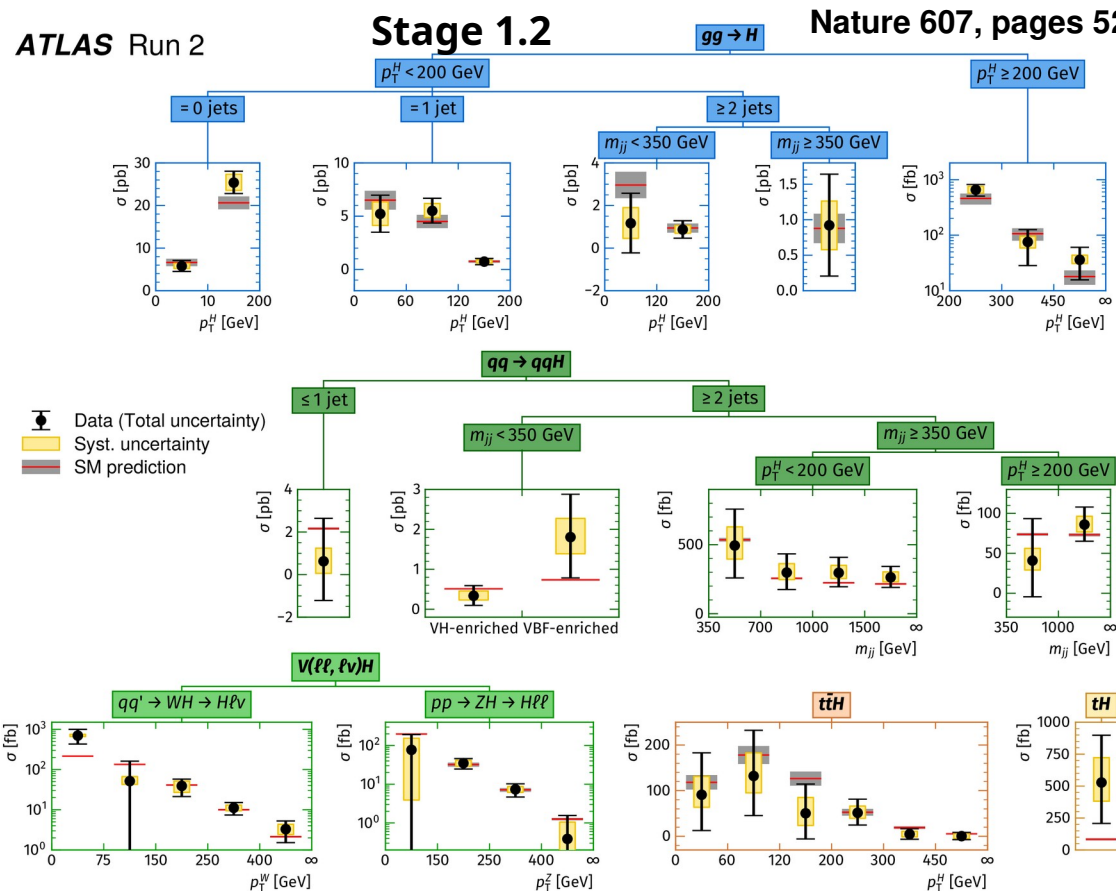 ATLAS Run 2
Stage 1.2
Nature 607, pages 52
gg → H
p_T^H < 200 GeV
p_T^H ≥ 200 GeV
= 0 jets
= 1 jet
≥ 2 jets
m_jj < 350 GeV
m_jj ≥ 350 GeV
σ [pb]
30
20
10
0
0 10 200
p_T^H [GeV]
σ [pb]
10
5
0
0 60 120 200
p_T^H [GeV]
σ [pb]
4
2
0
−2
0 60 120 200
p_T^H [GeV]
σ [pb]
1.5
1.0
0.5
0.0
σ [fb]
10³
10²
10¹
200 300 450 ∞
p_T^H [GeV]
qq → qqH
≤ 1 jet
≥ 2 jets
m_jj < 350 GeV
m_jj ≥ 350 GeV
p_T^H < 200 GeV
p_T^H ≥ 200 GeV
Data (Total uncertainty)
Syst. uncertainty
SM prediction
σ [pb]
4
2
0
−2
σ [pb]
3
2
1
0
VH-enriched VBF-enriched
σ [fb]
500
0
350 700 1000 1500 ∞
m_jj [GeV]
σ [fb]
100
50
0
350 1000 ∞
m_jj [GeV]
V(ℓℓ, ℓν)H
qq' → WH → Hℓν
pp → ZH → Hℓℓ
tt̄H
tH
σ [fb]
10³
10²
10¹
10⁰
0 75 150 250 400 ∞
p_T^W [GeV]
σ [fb]
10²
10¹
10⁰
0 150 250 400 ∞
p_T^Z [GeV]
σ [fb]
200
100
0
0 60 120 200 300 450 ∞
p_T^H [GeV]
σ [fb]
1000
750
500
250
0